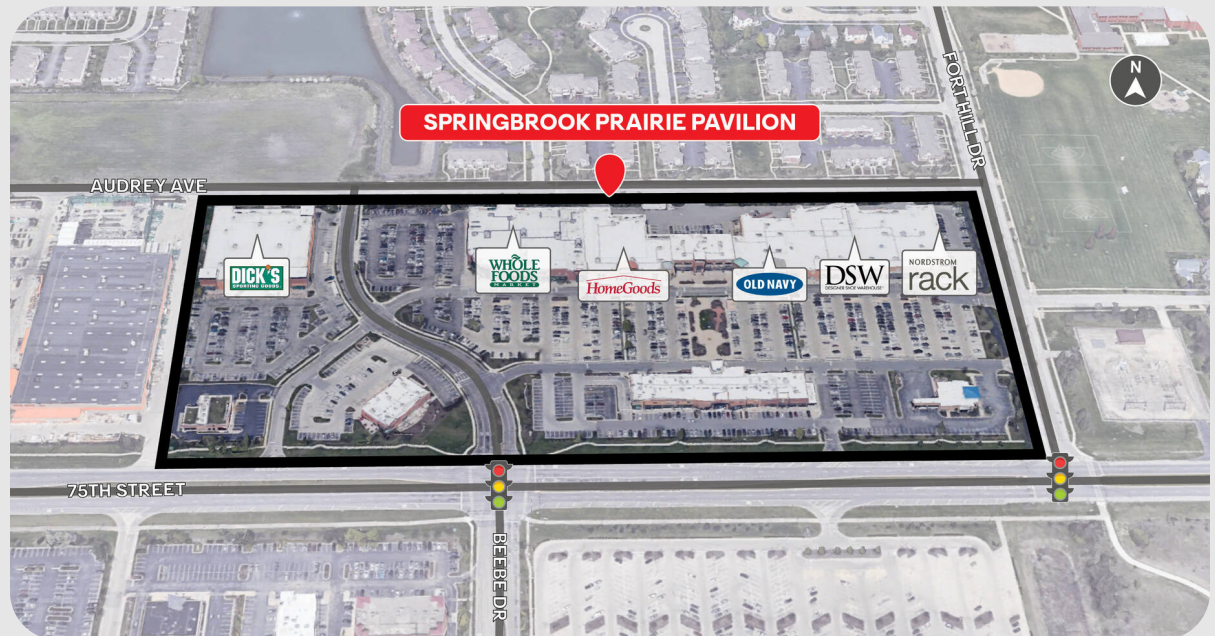 N
FORT HILL DR
SPRINGBROOK PRAIRIE PAVILION
AUDREY AVE
DICK'S
SPORTING GOODS
WHOLE
FOODS
MARKET
HomeGoods
OLD NAVY
DSW
DESIGNER SHOE WAREHOUSE
NORDSTROM
rack
75TH STREET
BEEBE DR